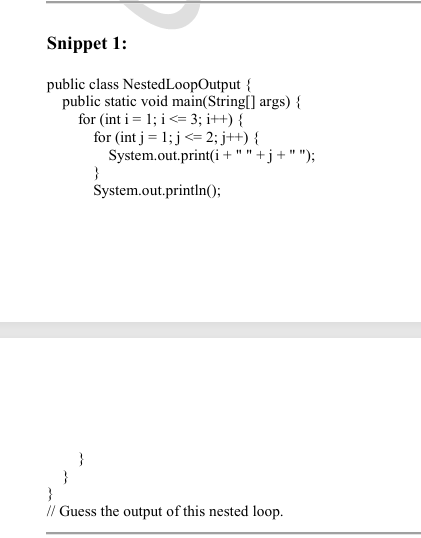 Snippet 1:
public class NestedLoopOutput {
public static void main(String[] args) {
for (int i = 1; i <= 3; i++) {
for (int j = 1; j <= 2; j++) {
System.out.print(i + " " + j + " ");
}
System.out.println();
}
}
}
// Guess the output of this nested loop.